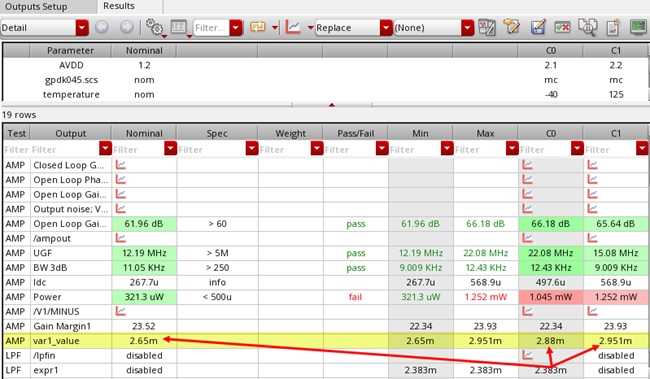 Outputs Setup Results
Detail Filter... Replace (None)
Parameter Nominal C0 C1
AVDD 1.2 2.1 2.2
gpdk045.scs nom mc mc
temperature nom -40 125
19 rows
Test Output Nominal Spec Weight Pass/Fail Min Max C0 C1
Filter Filter Filter Filter Filter Filter Filter Filter Filter Filter
AMP Closed Loop G...
AMP Open Loop Pha...
AMP Open Loop Gai...
AMP Output noise; V...
AMP Open Loop Gai... 61.96 dB > 60 pass 61.96 dB 66.18 dB 66.18 dB 65.64 dB
AMP /ampout
AMP UGF 12.19 MHz > 5M pass 12.19 MHz 22.08 MHz 22.08 MHz 15.08 MHz
AMP BW 3dB 11.05 KHz > 250 pass 9.009 KHz 12.43 KHz 12.43 KHz 9.009 KHz
AMP Idc 267.7u info 267.7u 568.9u 497.6u 568.9u
AMP Power 321.3 uW < 500u fail 321.3 uW 1.252 mW 1.045 mW 1.252 mW
AMP /V1/MINUS
AMP Gain Margin1 23.52 22.34 23.93 22.34 23.93
AMP var1_value 2.65m 2.65m 2.951m 2.88m 2.951m
LPF /lpfin disabled disabled
LPF expr1 disabled 2.383m 2.383m 2.383m disabled